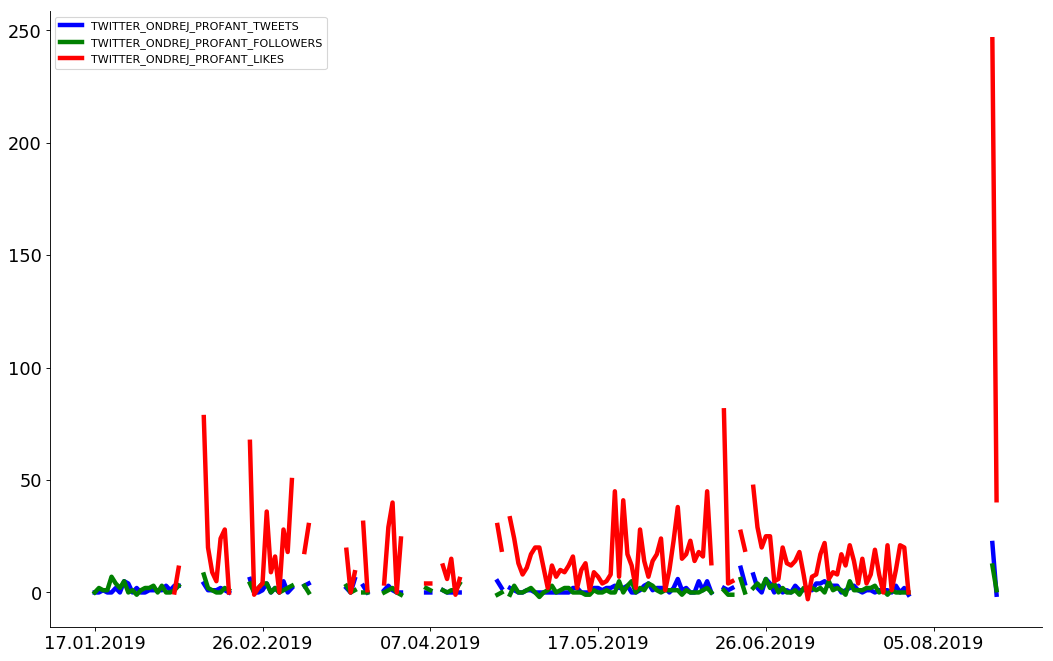 TWITTER_ONDREJ_PROFANT_TWEETS
TWITTER_ONDREJ_PROFANT_FOLLOWERS
TWITTER_ONDREJ_PROFANT_LIKES
250
200
150
100
50
0
17.01.2019 26.02.2019 07.04.2019 17.05.2019 26.06.2019 05.08.2019